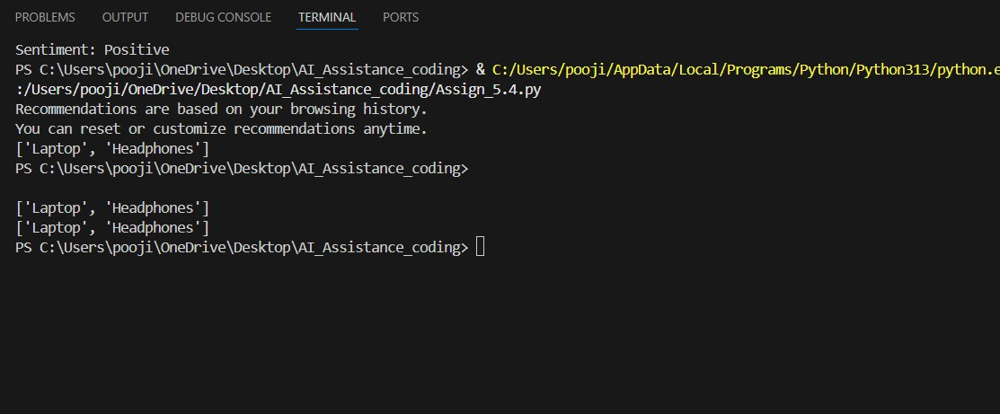 PROBLEMS OUTPUT DEBUG CONSOLE TERMINAL PORTS
Sentiment: Positive
PS C:\Users\pooji\OneDrive\Desktop\AI_Assistance_coding> & C:/Users/pooji/AppData/Local/Programs/Python/Python313/python.e
:/Users/pooji/OneDrive/Desktop/AI_Assistance_coding/Assign_5.4.py
Recommendations are based on your browsing history.
You can reset or customize recommendations anytime.
['Laptop', 'Headphones']
PS C:\Users\pooji\OneDrive\Desktop\AI_Assistance_coding>
['Laptop', 'Headphones']
['Laptop', 'Headphones']
PS C:\Users\pooji\OneDrive\Desktop\AI_Assistance_coding>